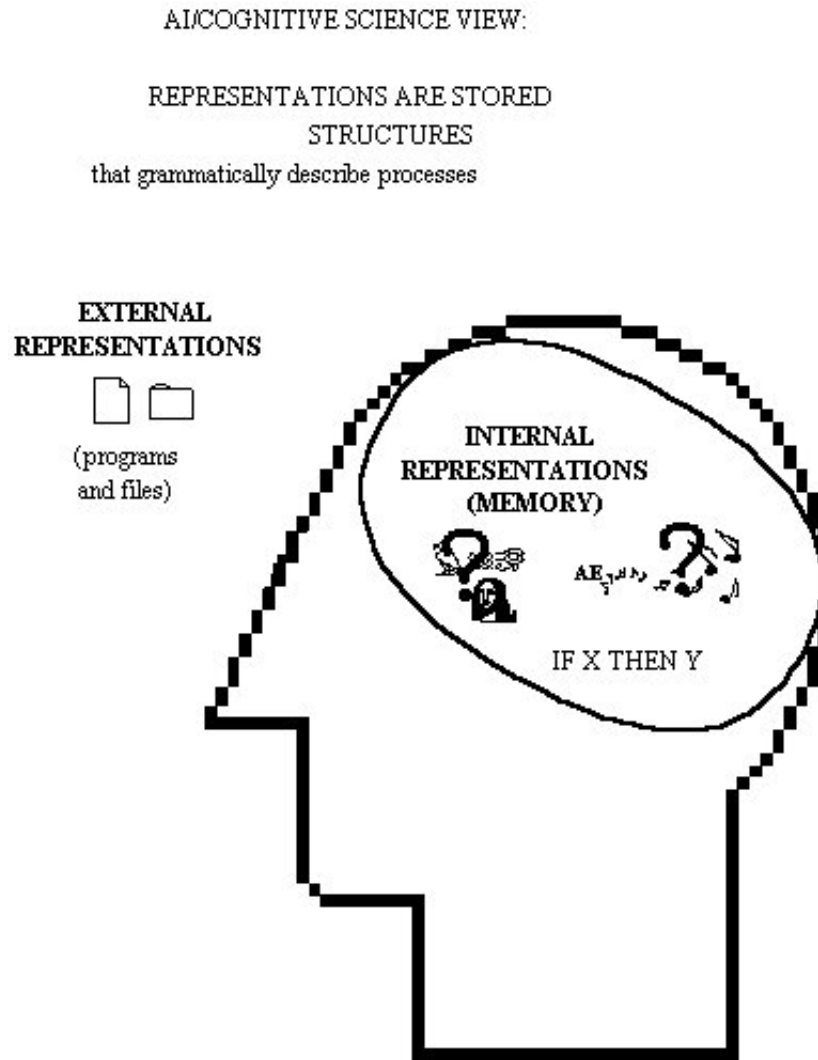 AI/COGNITIVE SCIENCE VIEW:
REPRESENTATIONS ARE STORED
STRUCTURES
that grammatically describe processes
EXTERNAL
REPRESENTATIONS
(programs
and files)
INTERNAL
REPRESENTATIONS
(MEMORY)
?
?
AE
IF X THEN Y